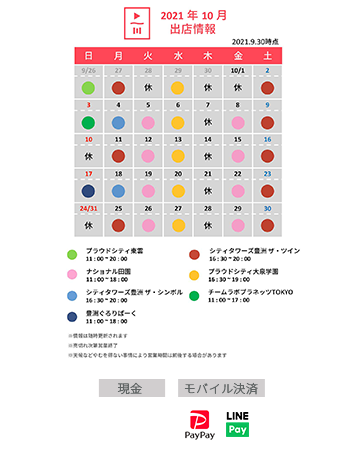 2021 年 10 月
出店情報
2021.9.30時点
日 月 火 水 木 金 土
9/26 27 28 29 30 10/1 2
休 休 休
3 4 5 6 7 8 9
休
10 11 12 13 14 15 16
休 休
17 18 19 20 21 22 23
休
24/31 25 26 27 28 29 30
休 休
プラウドシティ東雲
11:00~20:00
シティタワーズ豊洲 ザ・ツイン
16:30~20:00
ナショナル田園
11:00~18:00
プラウドシティ大泉学園
16:30~19:00
シティタワーズ豊洲 ザ・シンボル
16:30~20:00
チームラボプラネッツTOKYO
11:00~17:00
豊洲ぐるりぱーく
11:00~18:00
※情報は随時更新されます
※売切れ次第営業終了
※天候などやむを得ない事情により営業時間は前後する場合があります
現金 モバイル決済
PayPay
LINE
Pay